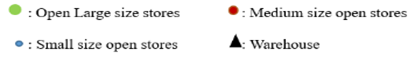 : Open Large size stores : Medium size open stores
: Small size open stores : Warehouse